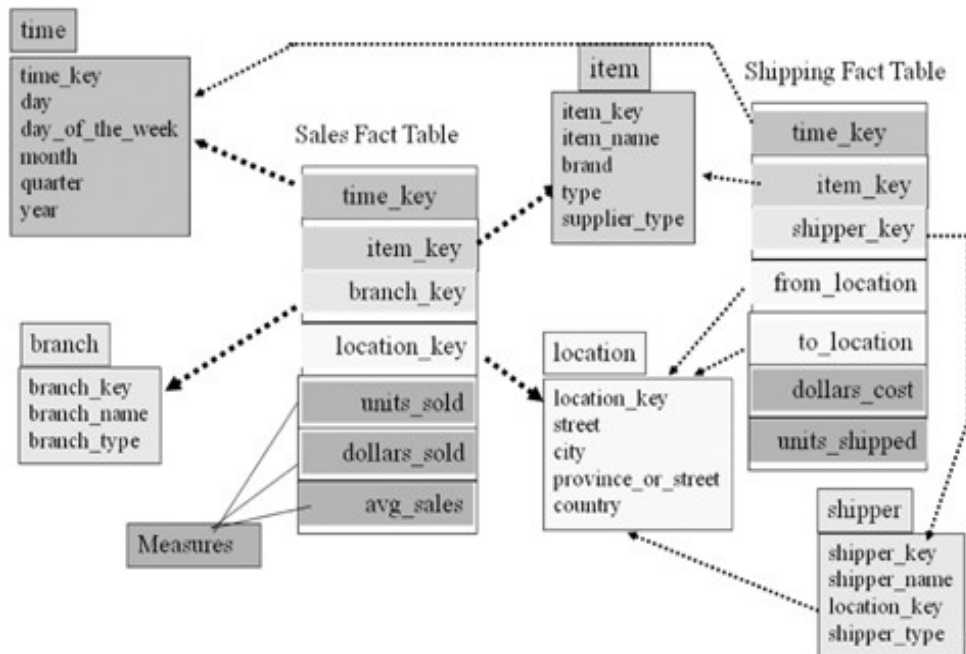 time
time_key
day
day_of_the_week
month
quarter
year
Sales Fact Table
time_key
item_key
branch_key
location_key
units_sold
dollars_sold
avg_sales
Measures
branch
branch_key
branch_name
branch_type
item
item_key
item_name
brand
type
supplier_type
location
location_key
street
city
province_or_street
country
Shipping Fact Table
time_key
item_key
shipper_key
from_location
to_location
dollars_cost
units_shipped
shipper
shipper_key
shipper_name
location_key
shipper_type